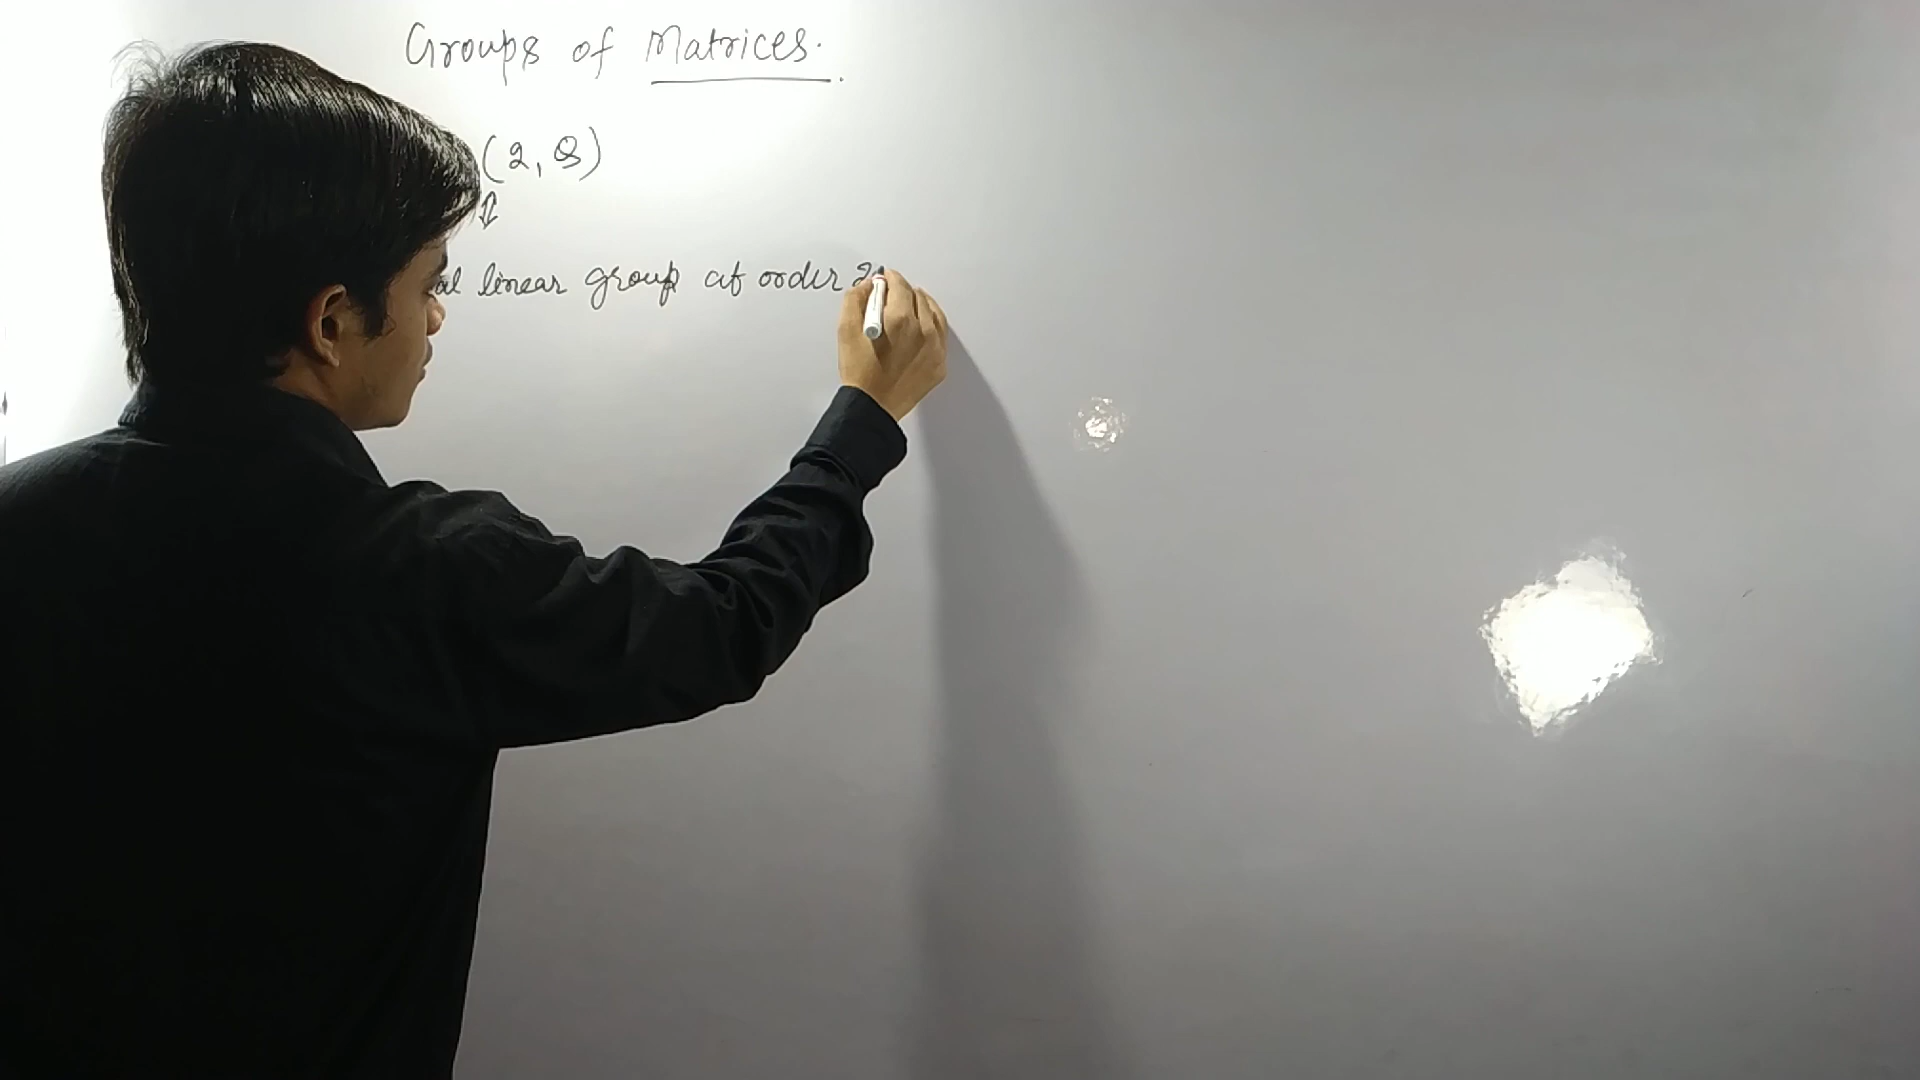 Groups of Matrices.
(2, Q)
al linear group of order 2